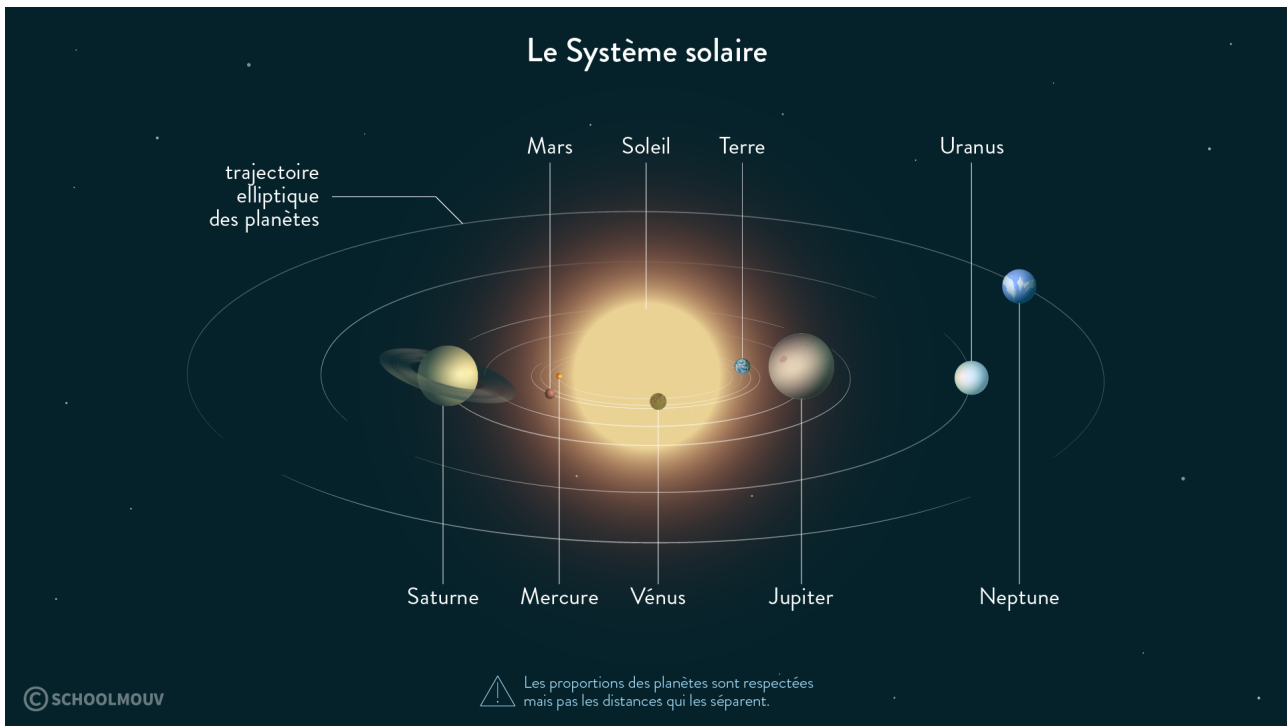 Le Système solaire
Mars
Soleil
Terre
Uranus
trajectoire
elliptique
des planètes
Saturne
Mercure
Vénus
Jupiter
Neptune
Les proportions des planètes sont respectées
mais pas les distances qui les séparent.
© SCHOOLMOUV